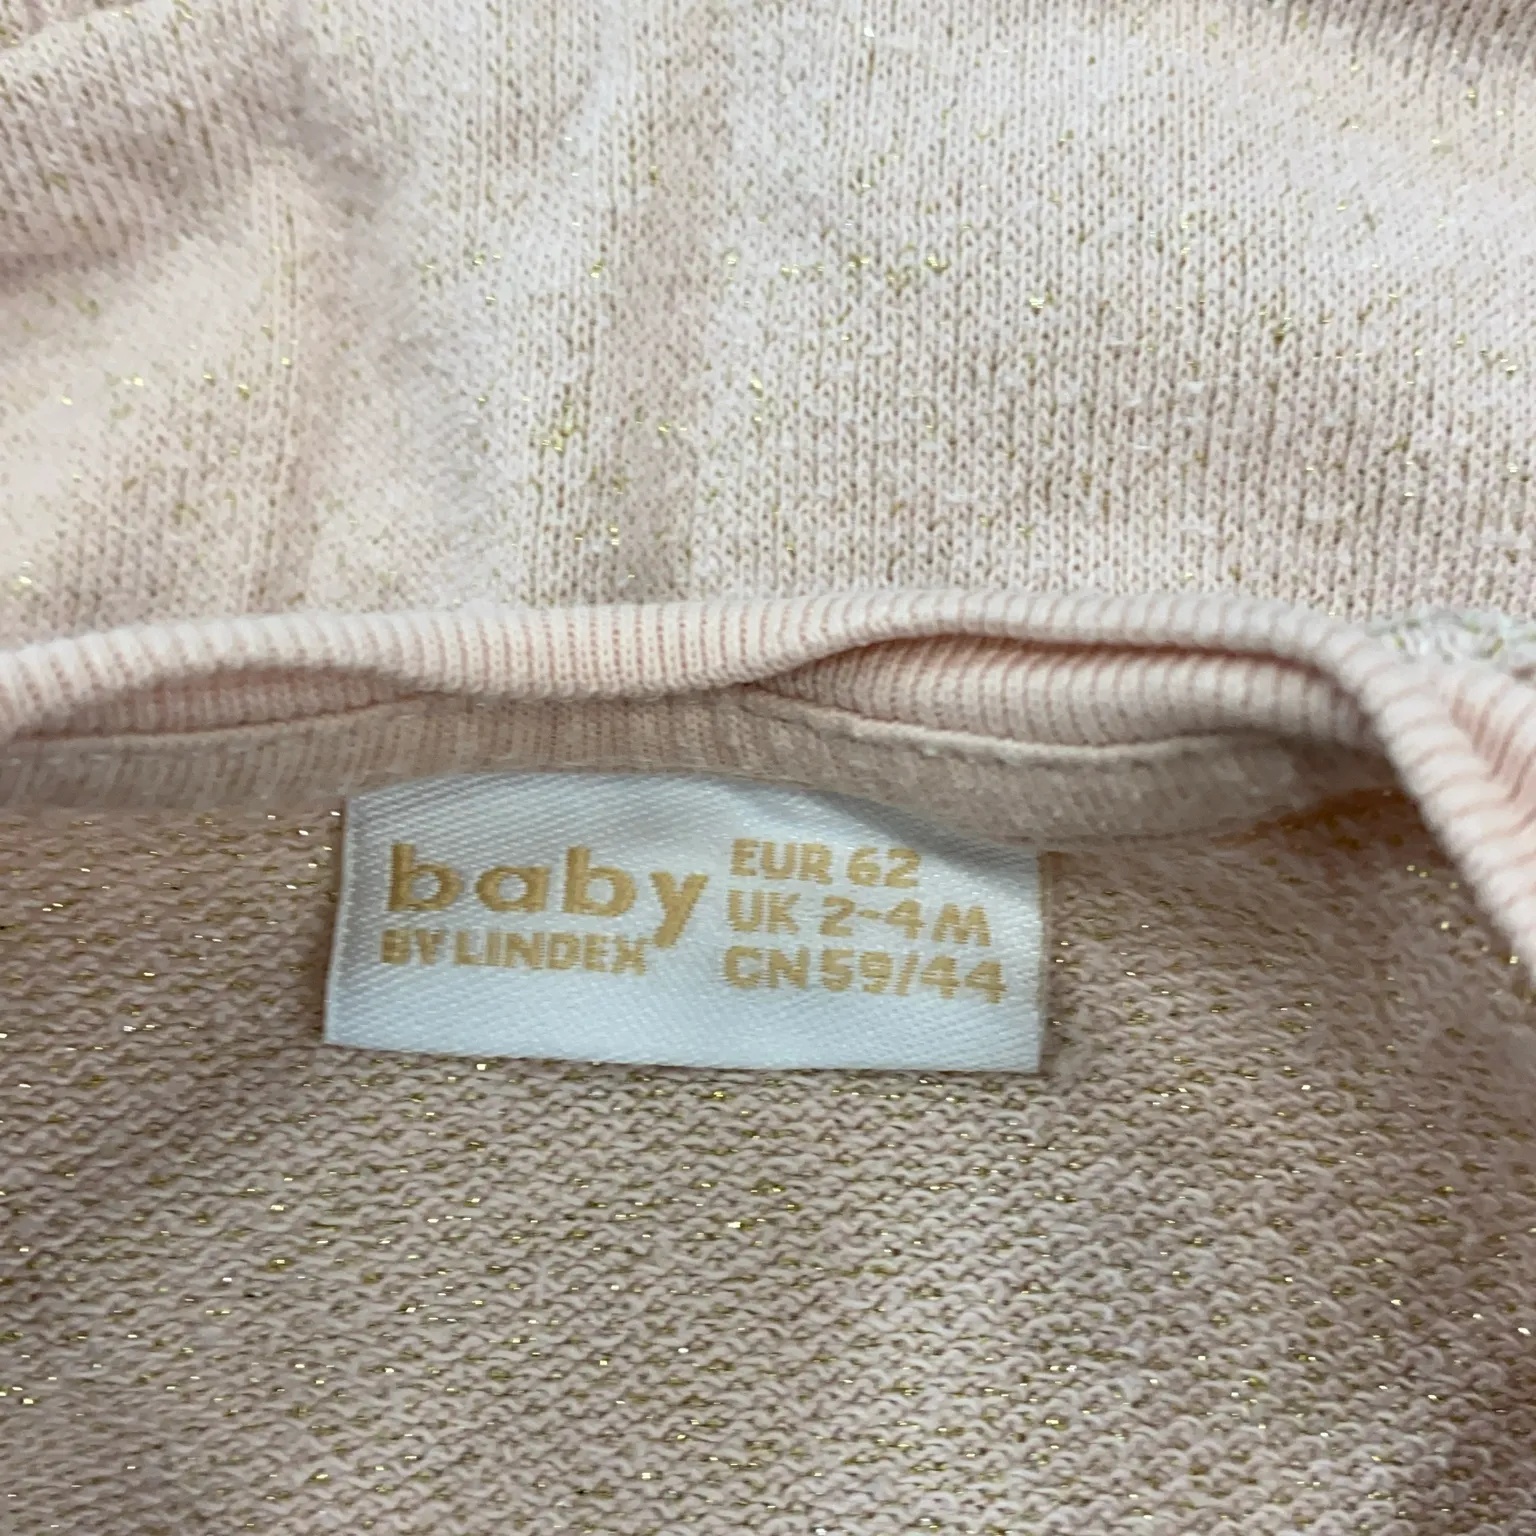 baby
BY LINDEX
EUR 62
UK 2-4M
CN 59/44